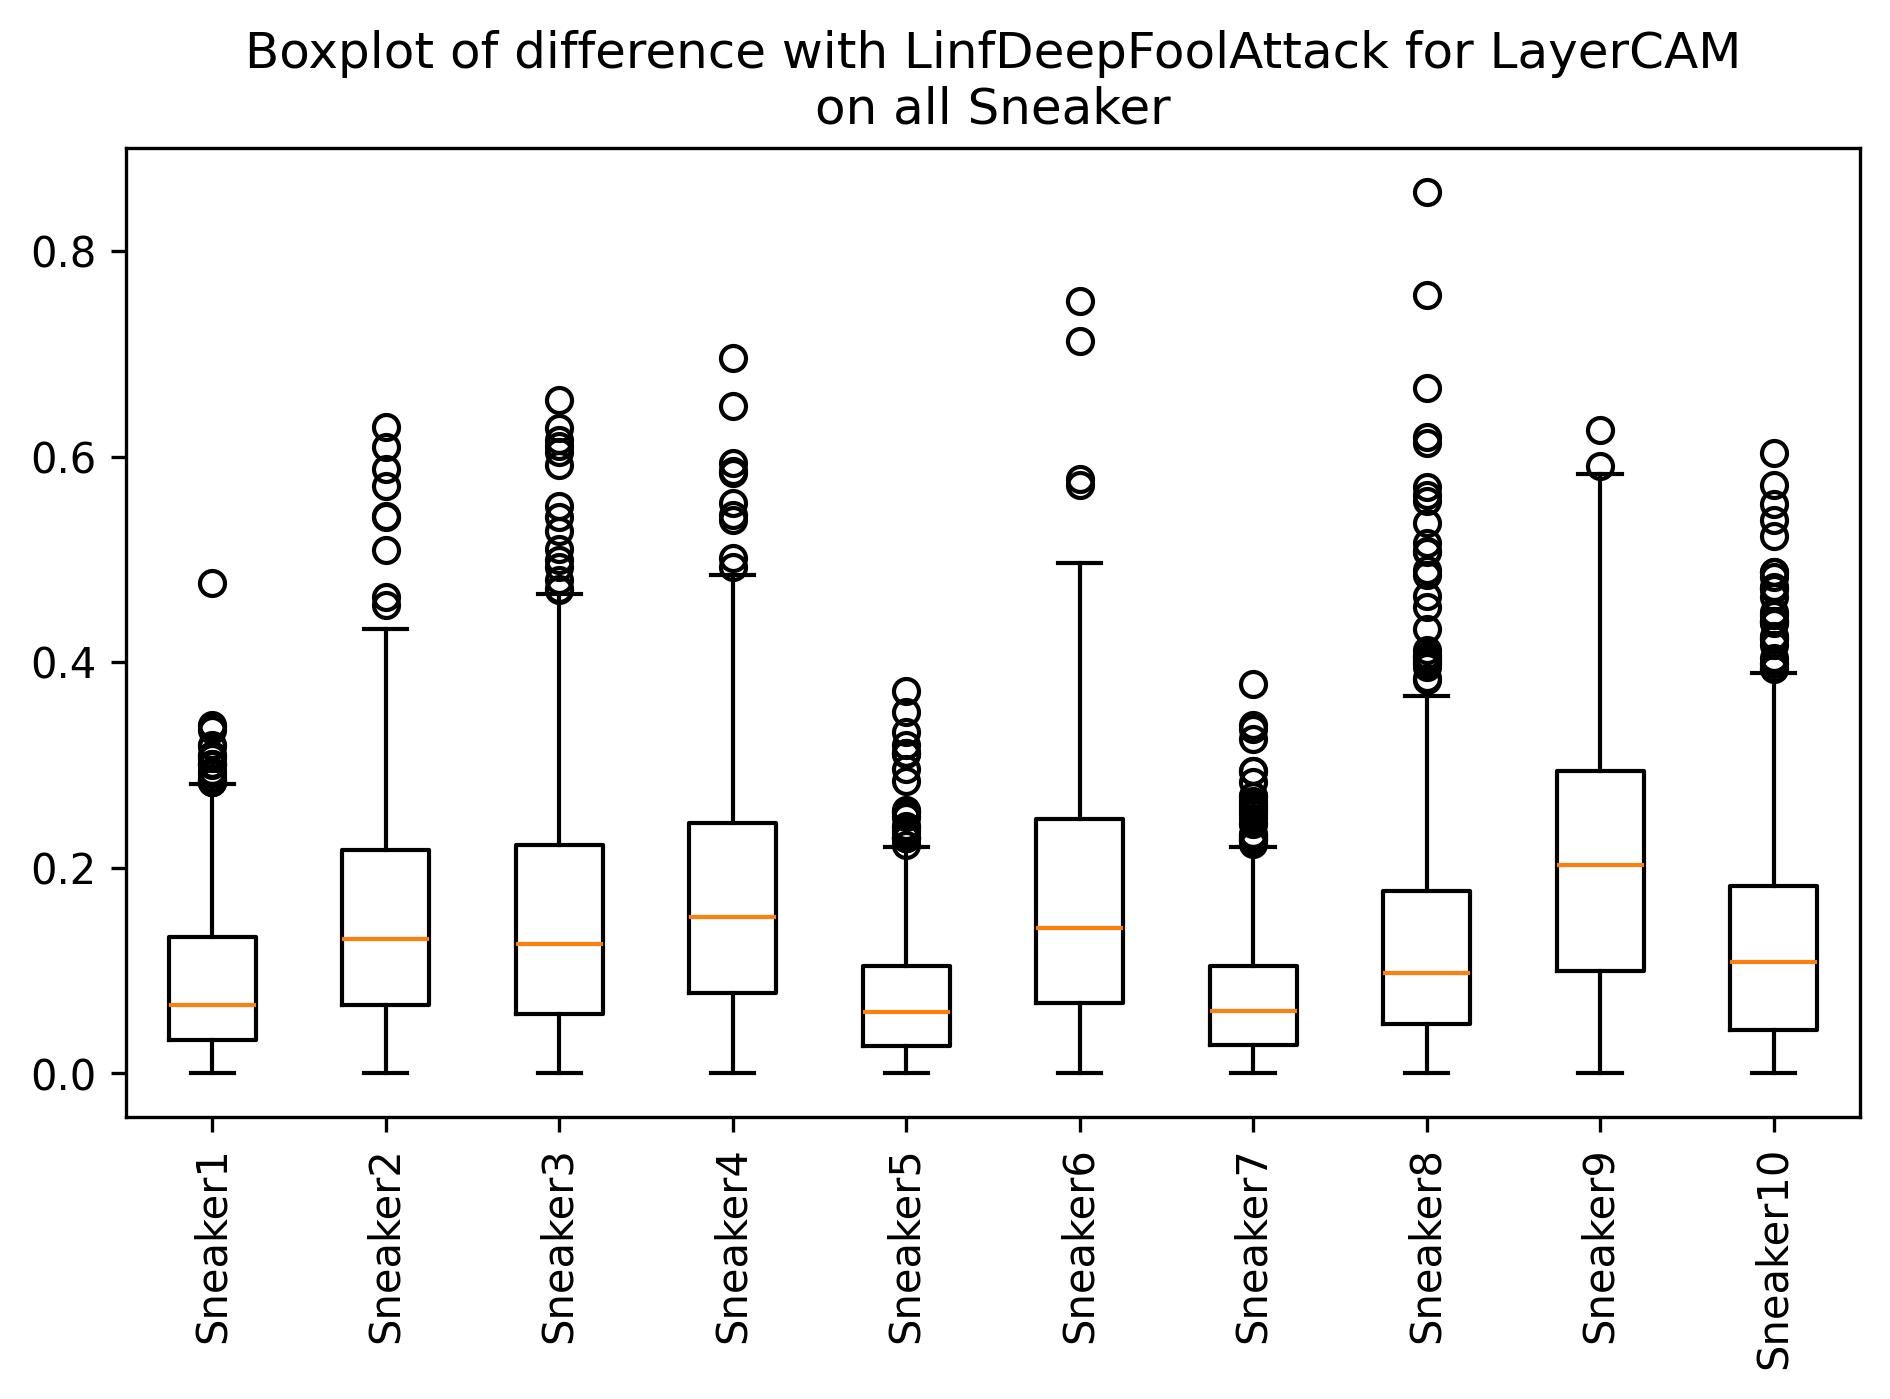 Boxplot of difference with LinfDeepFoolAttack for LayerCAM
on all Sneaker
0.8
0.6
0.4
0.2
0.0
Sneaker1
Sneaker2
Sneaker3
Sneaker4
Sneaker5
Sneaker6
Sneaker7
Sneaker8
Sneaker9
Sneaker10